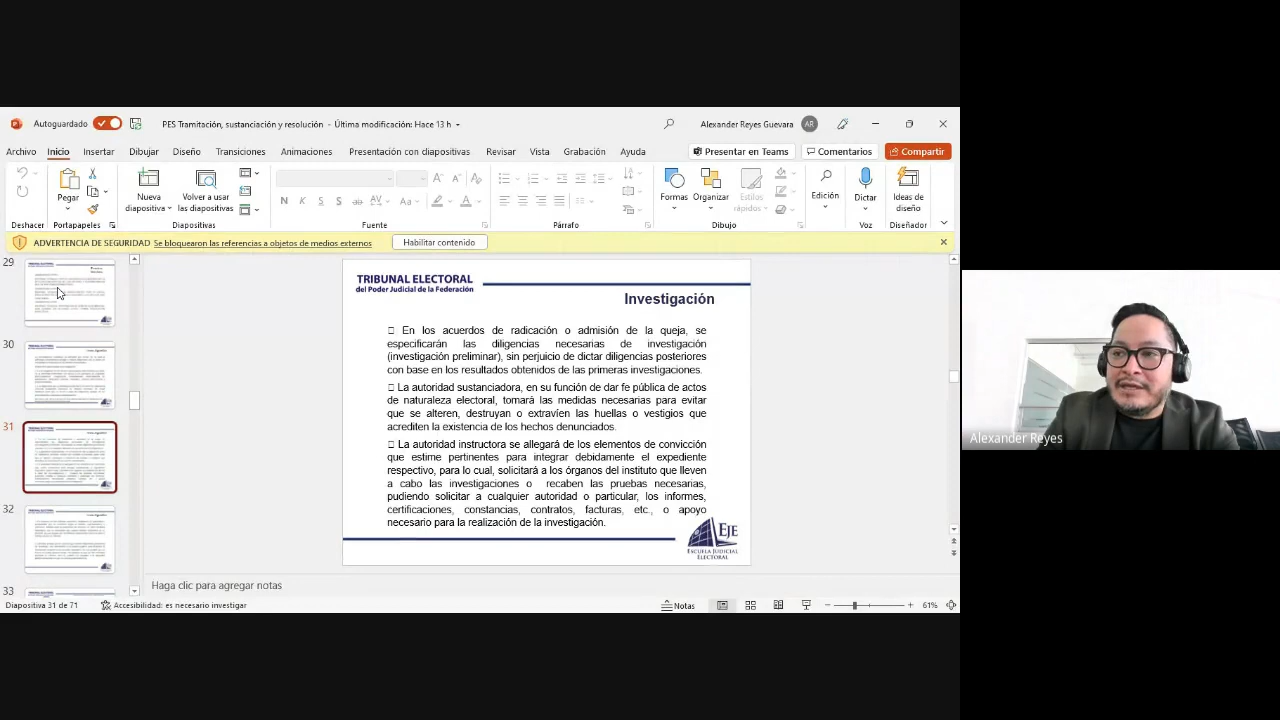 Autoguardado
PES Tramitación, sustanciación y resolución - Última modificación: Hace 13 h
Alexander Reyes Guevara
AR
Archivo Inicio Insertar Dibujar Diseño Transiciones Animaciones Presentación con diapositivas Revisar Vista Grabación Ayuda
Presentar en Teams
Comentarios
Compartir
Pegar
Nueva
diapositiva
Volver a usar
las diapositivas
Formas
Organizar
Estilos
rápidos
Edición
Dictar
Ideas de
diseño
Deshacer Portapapeles Diapositivas Fuente Párrafo Dibujo Voz Diseñador
ADVERTENCIA DE SEGURIDAD Se bloquearon las referencias a objetos de medios externos
Habilitar contenido
29
30
31
32
33
TRIBUNAL ELECTORAL
del Poder Judicial de la Federación
Investigación
En los acuerdos de radicación o admisión de la queja, se
especificarán las diligencias necesarias de investigación
(investigación preliminar), sin perjuicio de dictar diligencias posteriores
con base en los resultados obtenidos de las primeras investigaciones.
La autoridad sustanciadora, en su función de dar fe pública de actos
de naturaleza electoral, tomará las medidas necesarias para evitar
que se alteren, destruyan o extravíen las huellas o vestigios que
acrediten la existencia de los hechos denunciados.
La autoridad instructora se allegará de los elementos de convicción
que estime pertinentes para integrar debidamente el expediente
respectivo, para lo cual, solicitará a los órganos del instituto que lleven
a cabo las investigaciones o recaben las pruebas necesarias,
pudiendo solicitar a cualquier autoridad o particular, los informes,
certificaciones, constancias, contratos, facturas, etc., o apoyo
necesario para la realización de la investigación.
EJE
ESCUELA JUDICIAL
ELECTORAL
Haga clic para agregar notas
Diapositiva 31 de 71
Accesibilidad: es necesario investigar
Notas
61%
Alexander Reyes